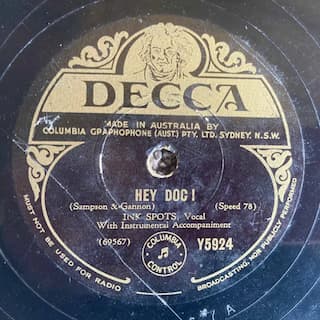 DECCA
MADE IN AUSTRALIA BY
COLUMBIA GRAPHOPHONE (AUST.) PTY. LTD. SYDNEY, N.S.W.
HEY DOC!
(Sampson & Gannon) (Speed 78)
INK SPOTS, Vocal
With Instrumental Accompaniment
(69567) Y5924
COLUMBIA
CONTROL
MUST NOT BE USED FOR RADIO
BROADCASTING, NOR PUBLICLY PERFORMED
7 A